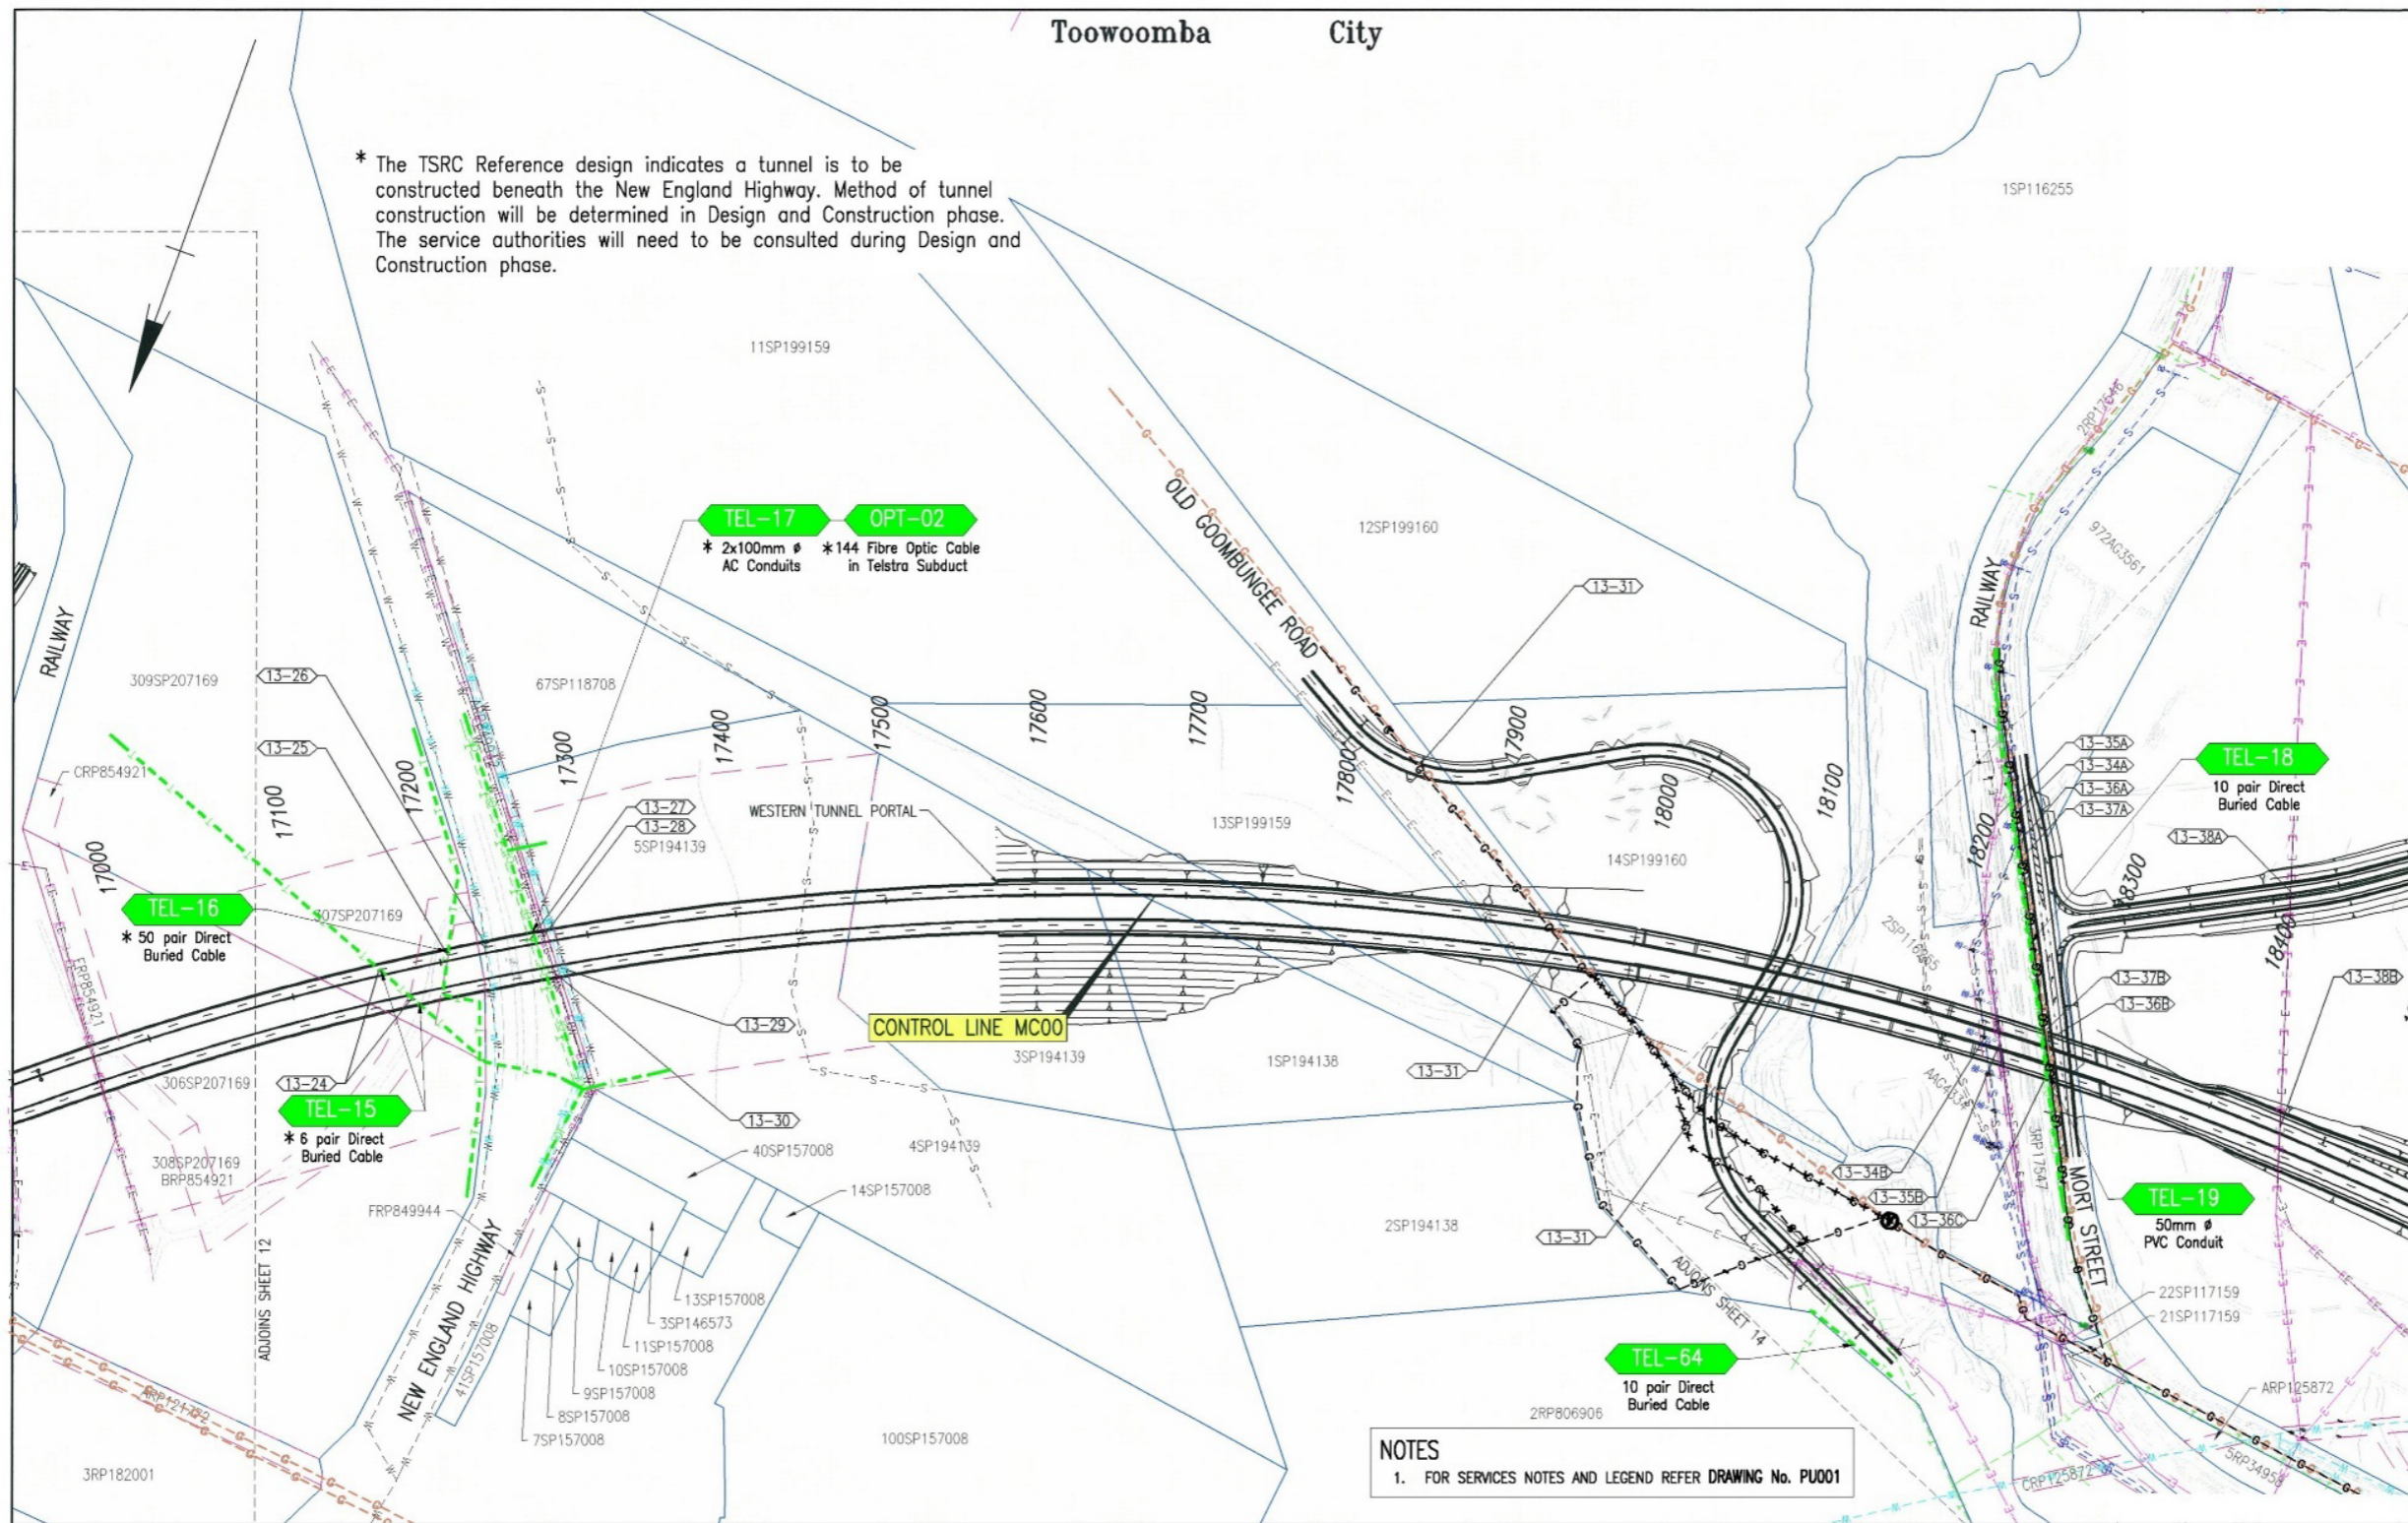 Toowoomba City
* The TSRC Reference design indicates a tunnel is to be
constructed beneath the New England Highway. Method of tunnel
construction will be determined in Design and Construction phase.
The service authorities will need to be consulted during Design and
Construction phase.
1SP116255
11SP199159
2RP17546
TEL-17
OPT-02
* 2x100mm ø
AC Conduits
* 144 Fibre Optic Cable
in Telstra Subduct
12SP199160
972AG3561
OLD GOOMBUNGEE ROAD
13-31
RAILWAY
RAILWAY
309SP207169
13-26
67SP118708
13-25
CRP854921
17000
17100
17200
17300
17400
17500
17600
17700
17800
17900
18000
18100
18200
18300
18400
13-35A
13-34A
13-36A
13-37A
TEL-18
10 pair Direct
Buried Cable
13-38A
13-27
13-28
5SP194139
WESTERN TUNNEL PORTAL
13SP199159
14SP199160
TEL-16
* 50 pair Direct
Buried Cable
307SP207169
ERP854921
13-29
CONTROL LINE MC00
3SP194139
1SP194138
13-31
13-37B
13-36B
13-38B
306SP207169
13-24
TEL-15
* 6 pair Direct
Buried Cable
13-30
40SP157008
4SP194139
14SP157008
308SP207169
BRP854921
FRP849944
3RP17547
13-34B
13-35B
13-36C
TEL-19
50mm ø
PVC Conduit
MORT STREET
2SP194138
13-31
ADJOINS SHEET 12
ADJOINS SHEET 14
NEW ENGLAND HIGHWAY
41SP157008
13SP157008
3SP146573
11SP157008
10SP157008
9SP157008
8SP157008
7SP157008
22SP117159
21SP117159
TEL-64
10 pair Direct
Buried Cable
ARP125872
2RP806906
100SP157008
3RP182001
CRP125872
NOTES
1. FOR SERVICES NOTES AND LEGEND REFER DRAWING No. PU001